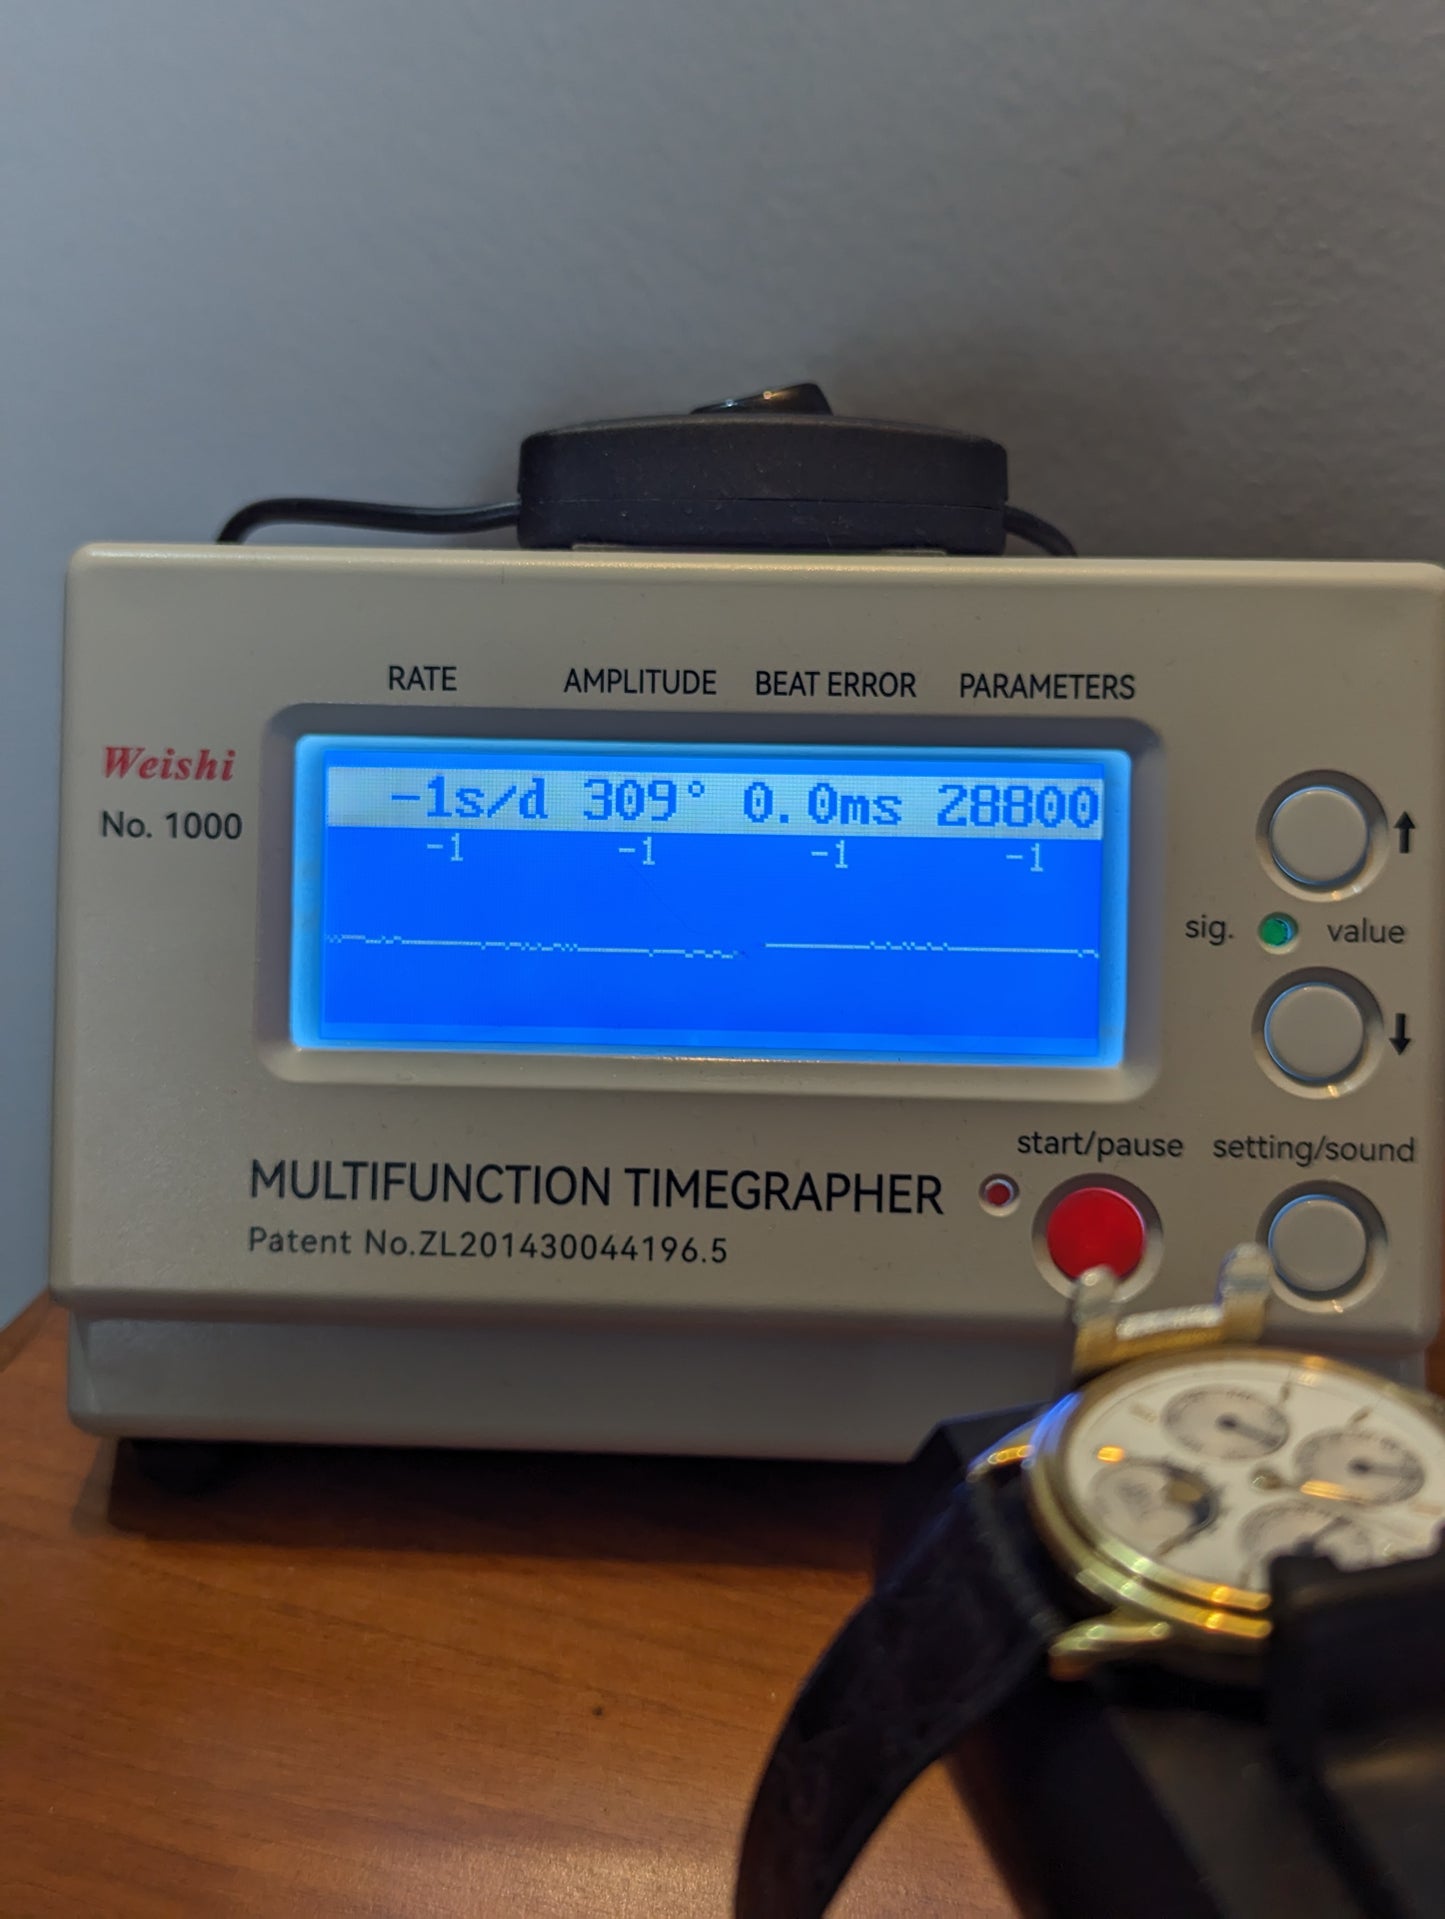 RATE AMPLITUDE BEAT ERROR PARAMETERS
Weishi
No. 1000
-1s/d 309° 0.0ms 28800
-1 -1 -1 -1
↑
sig. value
↓
start/pause setting/sound
MULTIFUNCTION TIMEGRAPHER
Patent No.ZL201430044196.5